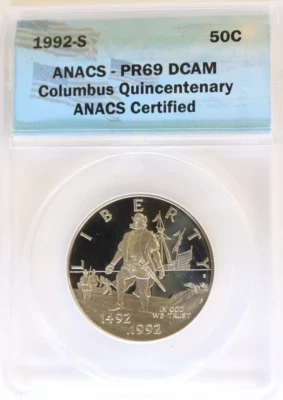 1992-S 50C
ANACS - PR69 DCAM
Columbus Quincentenary
ANACS Certified
LIBERTY
1492
1992
IN GOD
WE TRUST